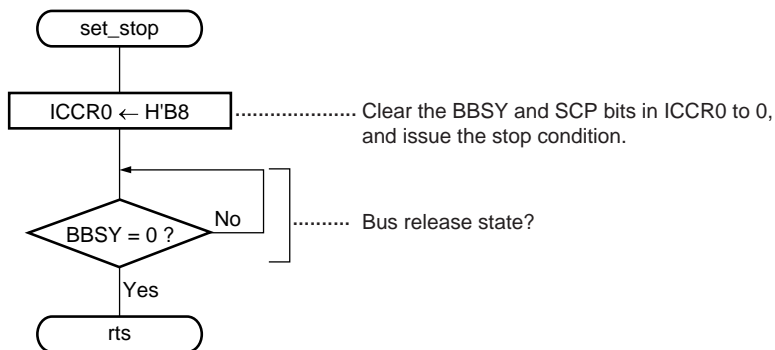 set_stop
ICCR0 ← H'B8
Clear the BBSY and SCP bits in ICCR0 to 0,
and issue the stop condition.
No
BBSY = 0 ?
Bus release state?
Yes
rts